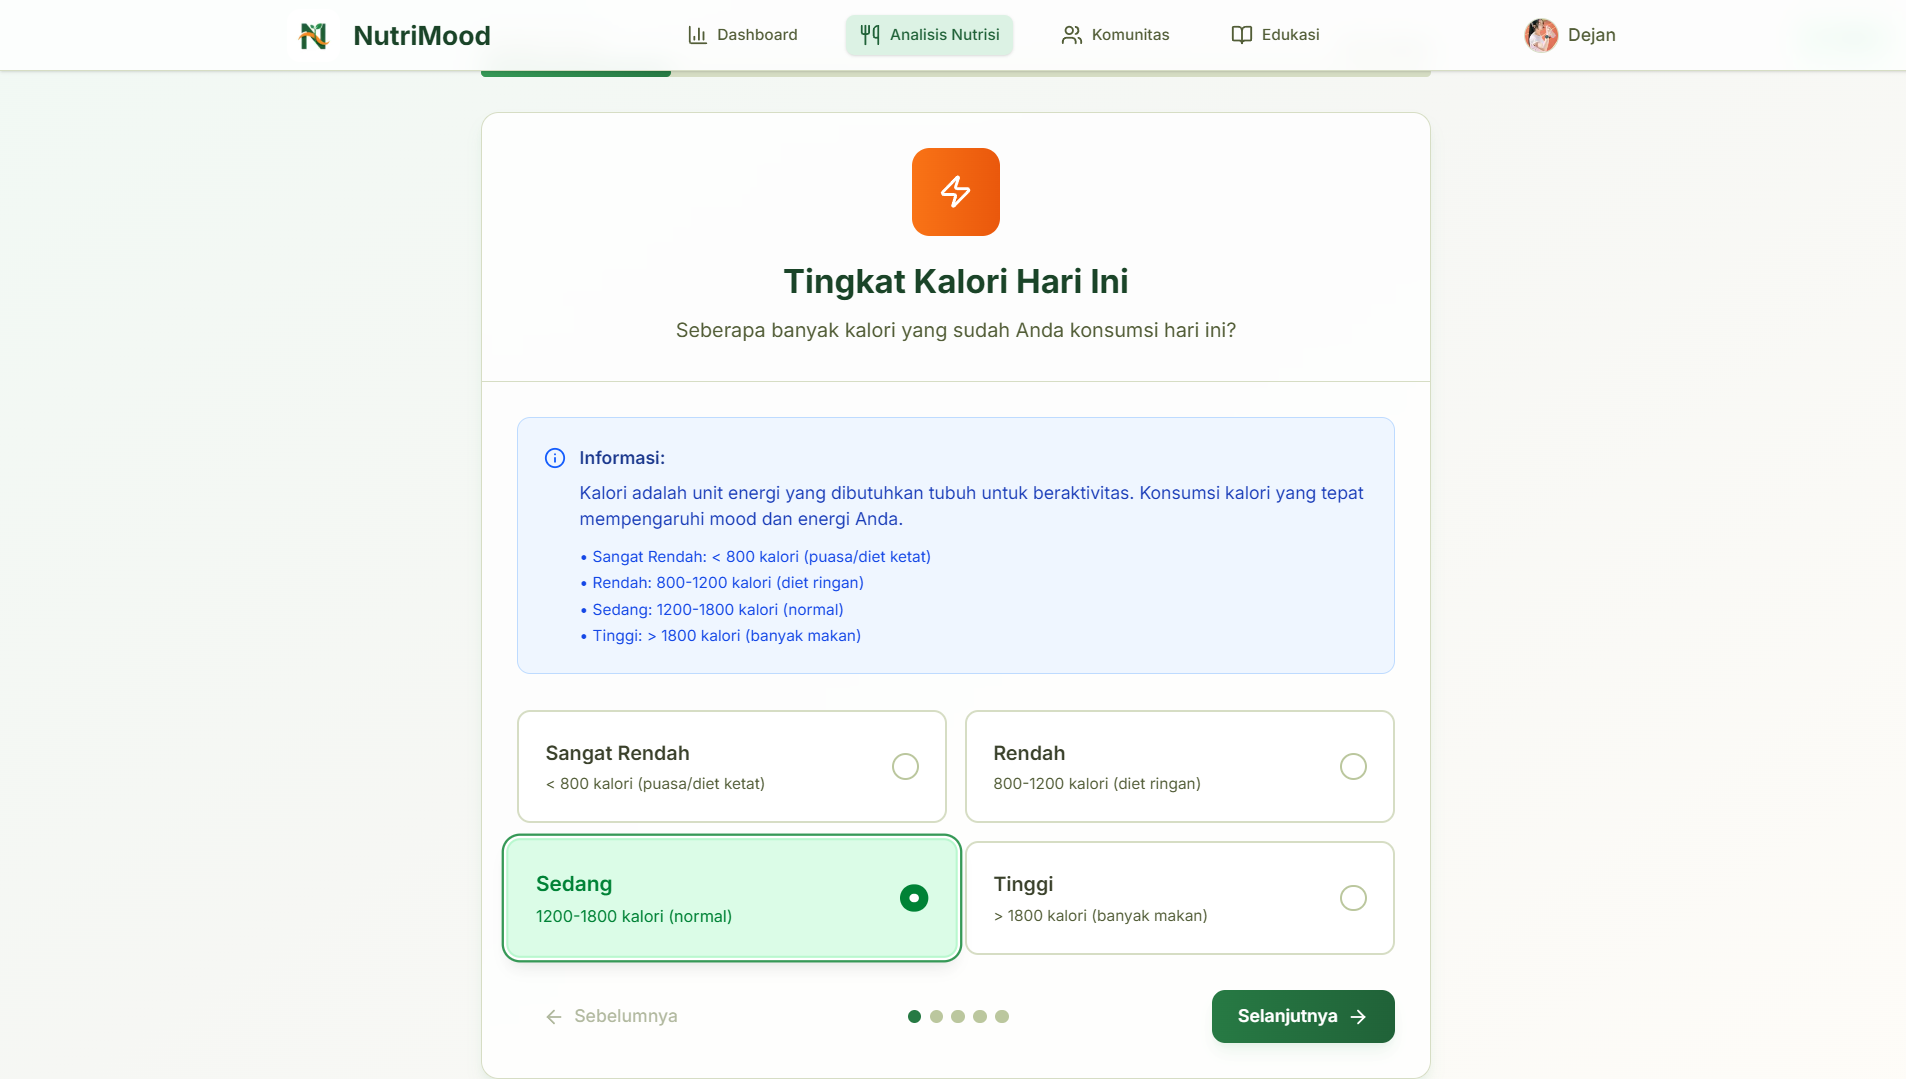 NutriMood
Dashboard
Analisis Nutrisi
Komunitas
Edukasi
Dejan
Tingkat Kalori Hari Ini
Seberapa banyak kalori yang sudah Anda konsumsi hari ini?
Informasi:
Kalori adalah unit energi yang dibutuhkan tubuh untuk beraktivitas. Konsumsi kalori yang tepat
mempengaruhi mood dan energi Anda.
• Sangat Rendah: < 800 kalori (puasa/diet ketat)
• Rendah: 800-1200 kalori (diet ringan)
• Sedang: 1200-1800 kalori (normal)
• Tinggi: > 1800 kalori (banyak makan)
Sangat Rendah
< 800 kalori (puasa/diet ketat)
Rendah
800-1200 kalori (diet ringan)
Sedang
1200-1800 kalori (normal)
Tinggi
> 1800 kalori (banyak makan)
Sebelumnya
Selanjutnya